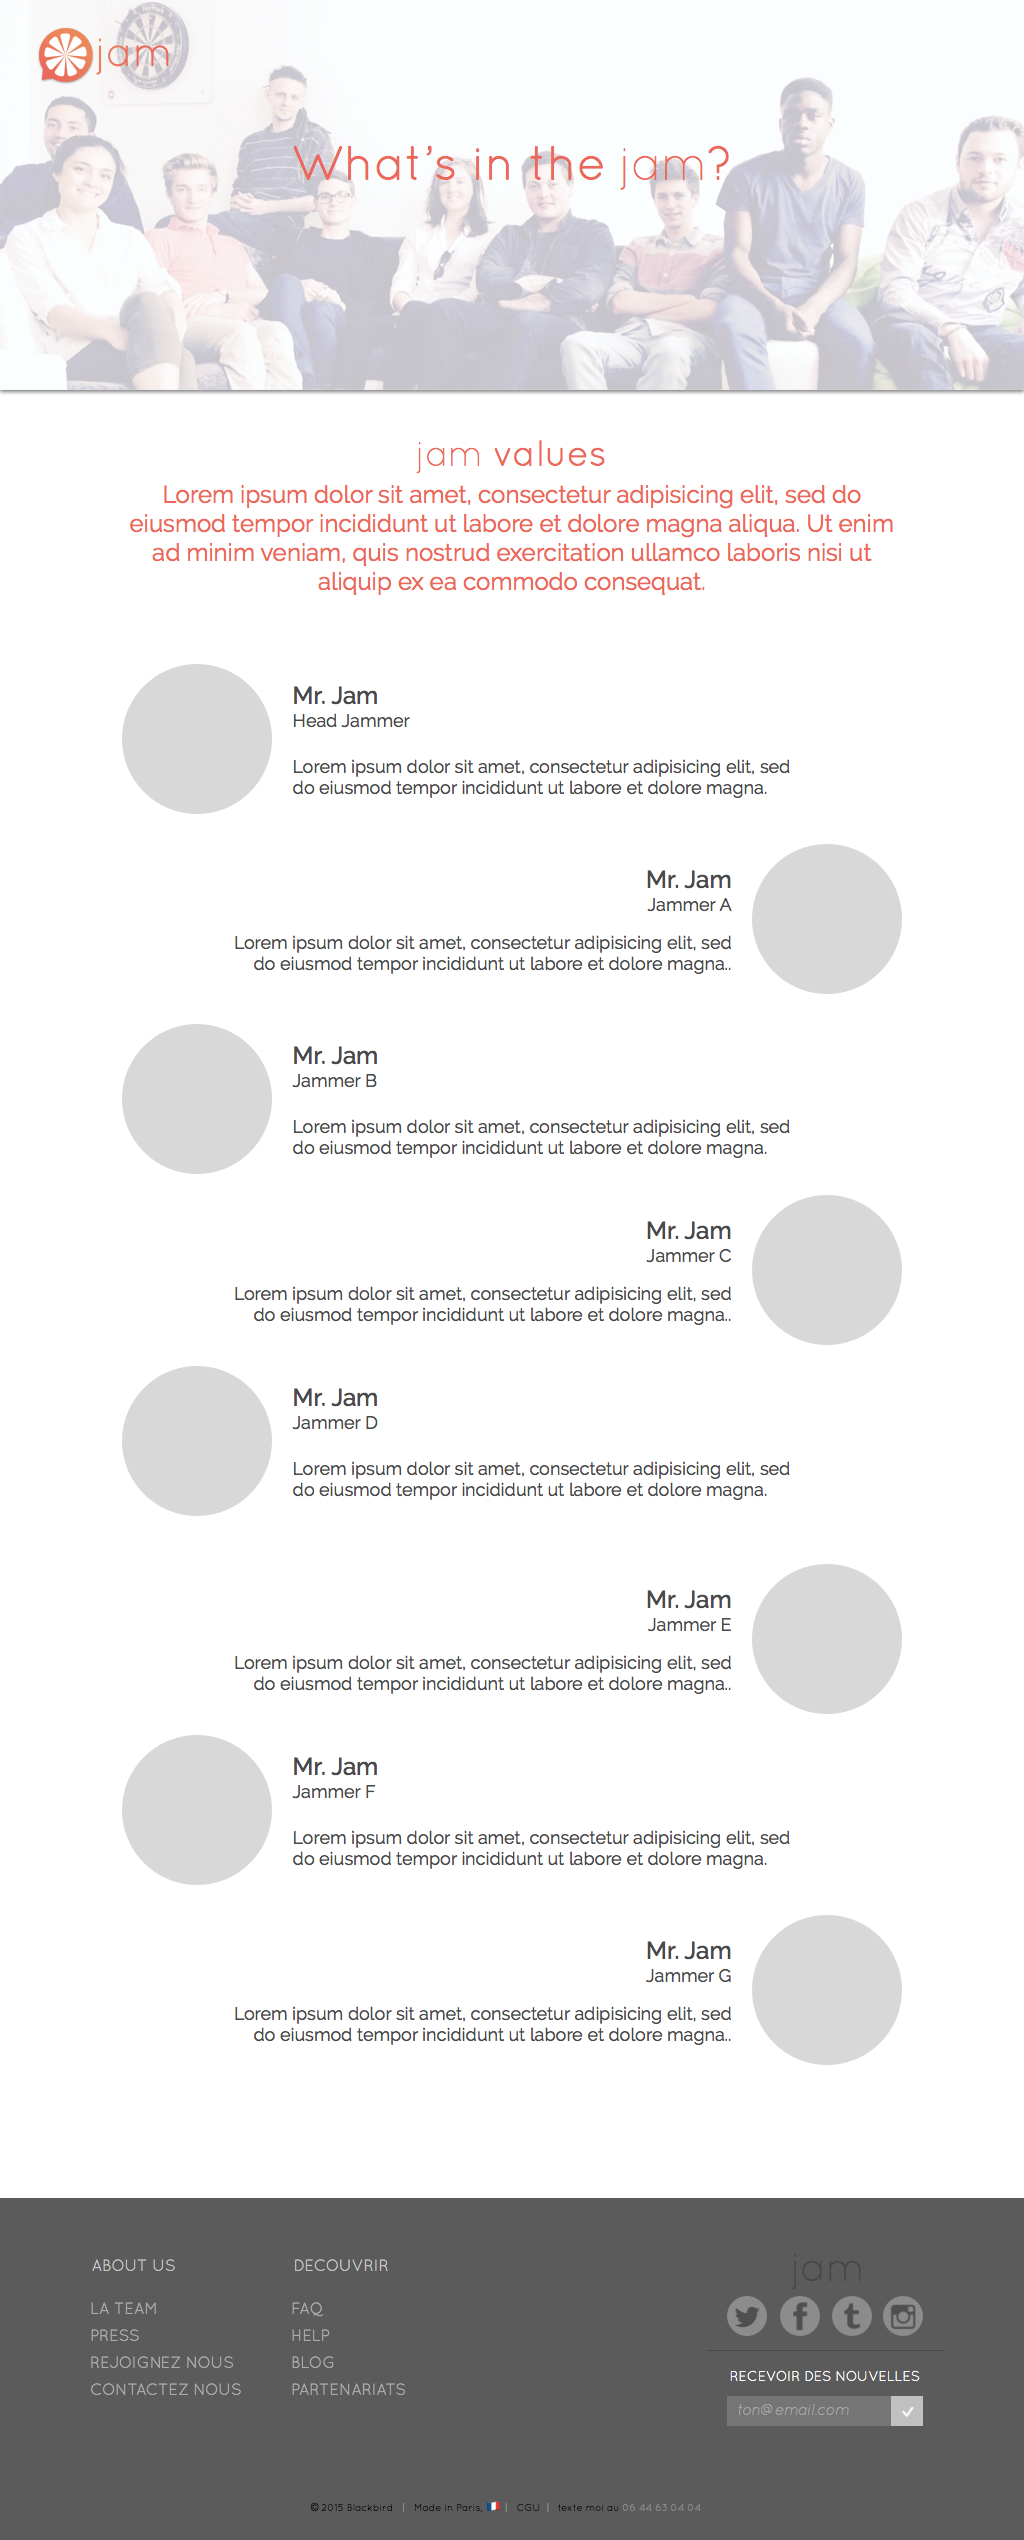 jam
What's in the jam?
jam values
Lorem ipsum dolor sit amet, consectetur adipisicing elit, sed do
eiusmod tempor incididunt ut labore et dolore magna aliqua. Ut enim
ad minim veniam, quis nostrud exercitation ullamco laboris nisi ut
aliquip ex ea commodo consequat.
Mr. Jam
Head Jammer
Lorem ipsum dolor sit amet, consectetur adipisicing elit, sed
do eiusmod tempor incididunt ut labore et dolore magna.
Mr. Jam
Jammer A
Lorem ipsum dolor sit amet, consectetur adipisicing elit, sed
do eiusmod tempor incididunt ut labore et dolore magna..
Mr. Jam
Jammer B
Lorem ipsum dolor sit amet, consectetur adipisicing elit, sed
do eiusmod tempor incididunt ut labore et dolore magna.
Mr. Jam
Jammer C
Lorem ipsum dolor sit amet, consectetur adipisicing elit, sed
do eiusmod tempor incididunt ut labore et dolore magna..
Mr. Jam
Jammer D
Lorem ipsum dolor sit amet, consectetur adipisicing elit, sed
do eiusmod tempor incididunt ut labore et dolore magna.
Mr. Jam
Jammer E
Lorem ipsum dolor sit amet, consectetur adipisicing elit, sed
do eiusmod tempor incididunt ut labore et dolore magna..
Mr. Jam
Jammer F
Lorem ipsum dolor sit amet, consectetur adipisicing elit, sed
do eiusmod tempor incididunt ut labore et dolore magna.
Mr. Jam
Jammer G
Lorem ipsum dolor sit amet, consectetur adipisicing elit, sed
do eiusmod tempor incididunt ut labore et dolore magna..
ABOUT US
LA TEAM
PRESS
REJOIGNEZ NOUS
CONTACTEZ NOUS
DECOUVRIR
FAQ
HELP
BLOG
PARTENARIATS
jam
RECEVOIR DES NOUVELLES
ton@email.com
© 2015 Blackbird | Made in Paris, 🇫🇷 | CGU | texte moi au 06 44 63 04 04